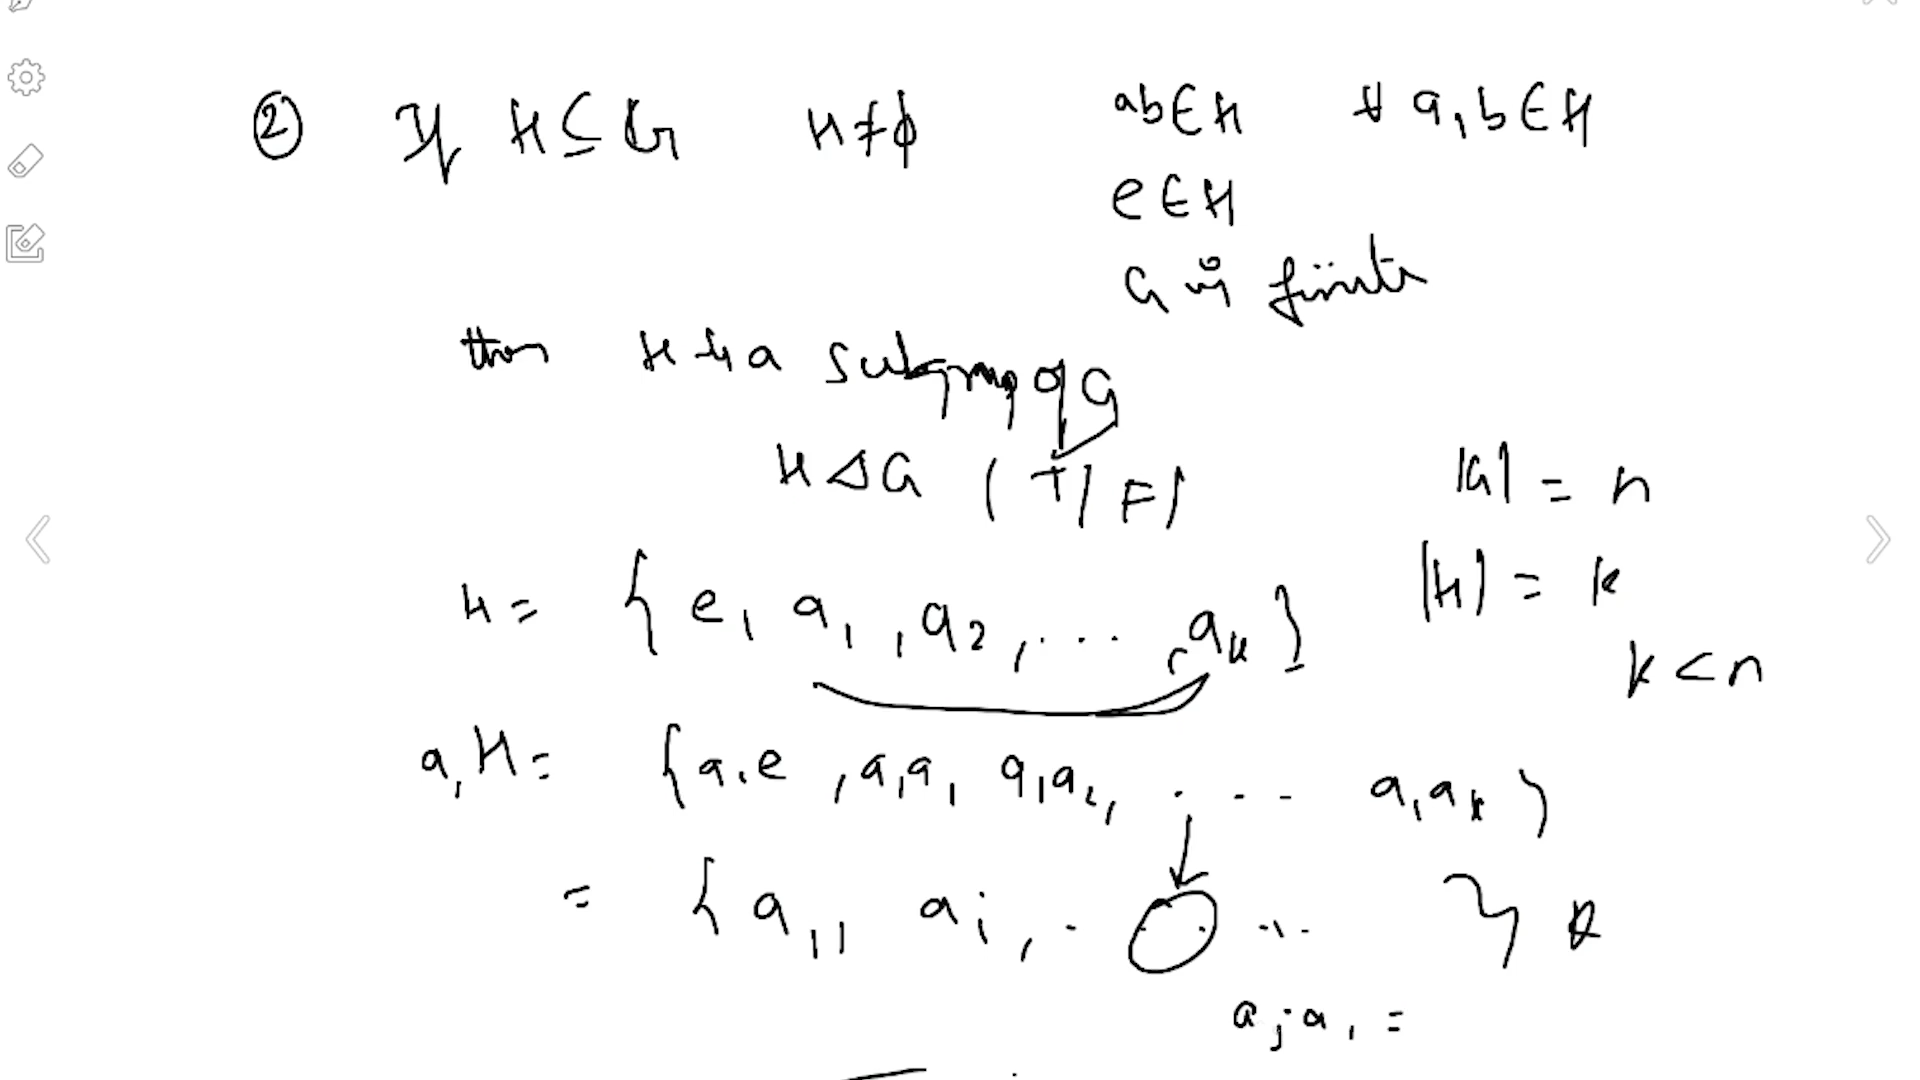 ② If H ⊆ G H ≠ ϕ ab ∈ H ∀ a, b ∈ H
e ∈ H
G is finite
then H is a subgroup of G
H Δ G ( T / F )
|G| = n
|H| = k
k < n
H = { e, a₁, a₂, ... , aₖ }
a₁H = { a₁e, a₁a₁ a₁a₂, . . . . a₁aₖ }
= { a₁, aᵢ, . . . . . . . } k
aⱼa₁ =